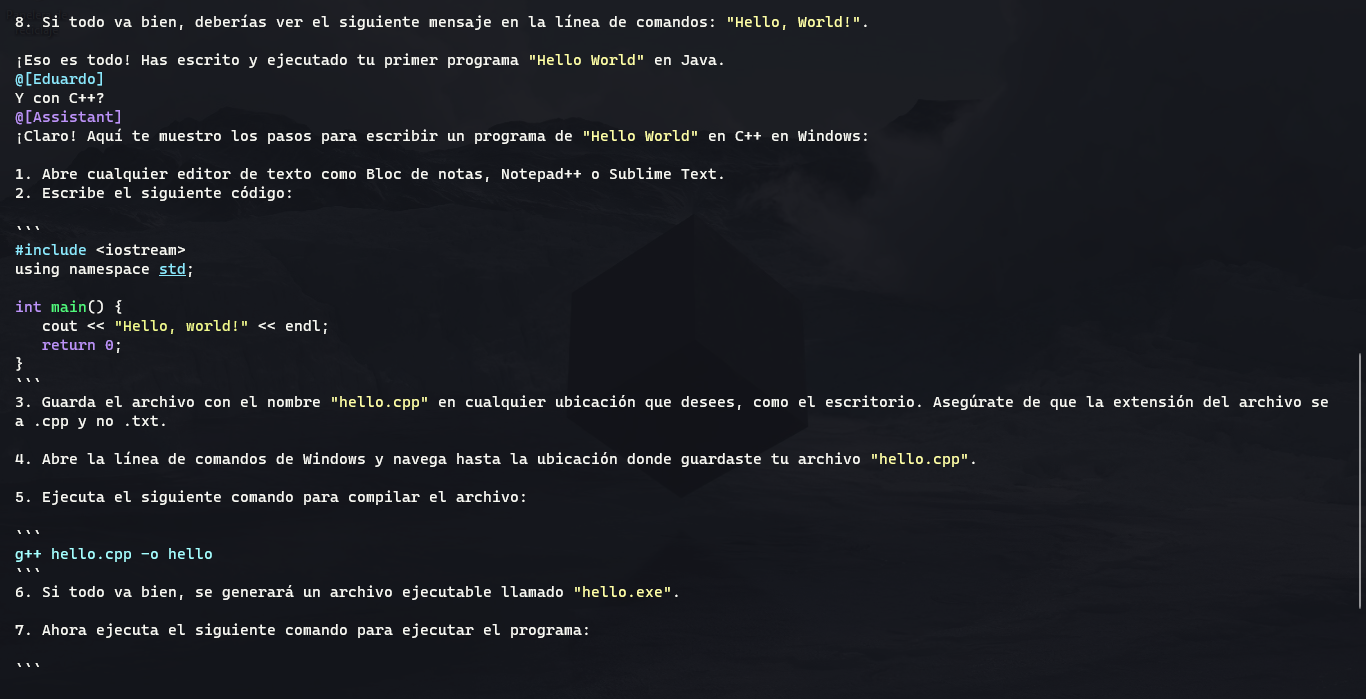 8. Si todo va bien, deberías ver el siguiente mensaje en la línea de comandos: "Hello, World!".
¡Eso es todo! Has escrito y ejecutado tu primer programa "Hello World" en Java.
@[Eduardo]
Y con C++?
@[Assistant]
¡Claro! Aquí te muestro los pasos para escribir un programa de "Hello World" en C++ en Windows:
1. Abre cualquier editor de texto como Bloc de notas, Notepad++ o Sublime Text.
2. Escribe el siguiente código:
```
#include <iostream>
using namespace std;
int main() {
   cout << "Hello, world!" << endl;
   return 0;
}
```
3. Guarda el archivo con el nombre "hello.cpp" en cualquier ubicación que desees, como el escritorio. Asegúrate de que la extensión del archivo se
a .cpp y no .txt.
4. Abre la línea de comandos de Windows y navega hasta la ubicación donde guardaste tu archivo "hello.cpp".
5. Ejecuta el siguiente comando para compilar el archivo:
```
g++ hello.cpp -o hello
```
6. Si todo va bien, se generará un archivo ejecutable llamado "hello.exe".
7. Ahora ejecuta el siguiente comando para ejecutar el programa:
```